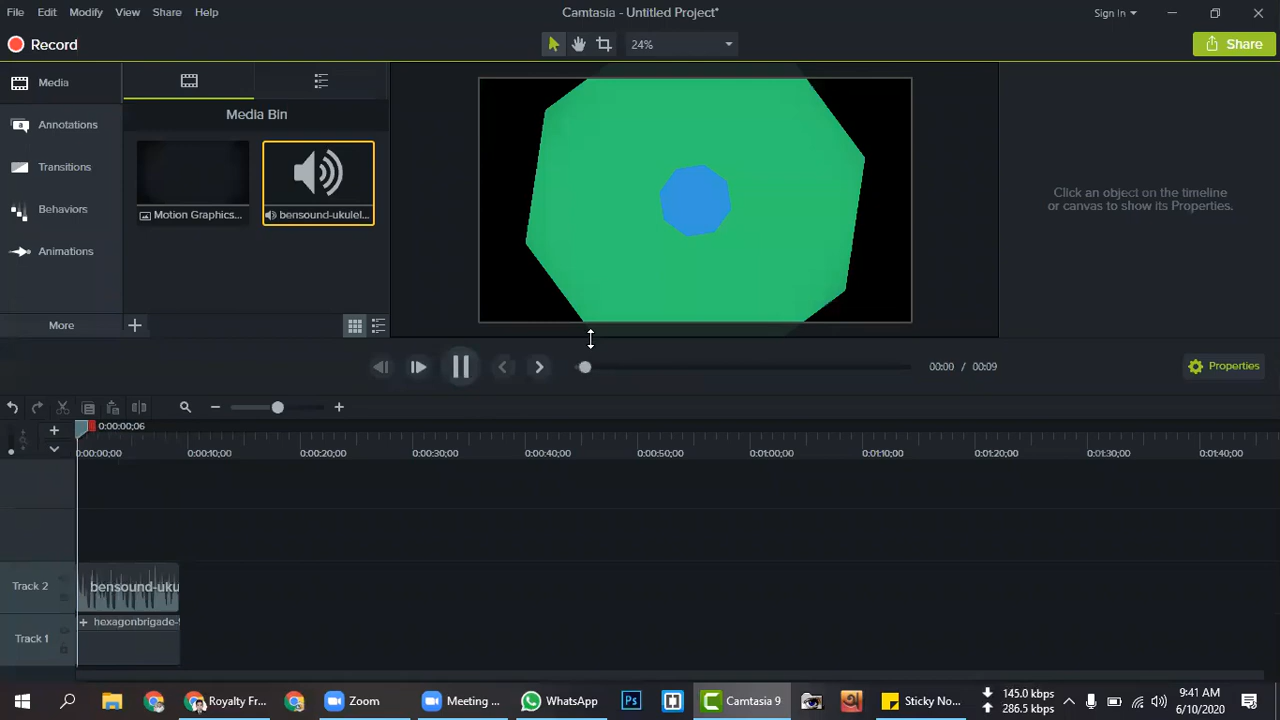 File Edit Modify View Share Help
Camtasia - Untitled Project*
Sign In
Record
24%
Share
Media
Annotations
Transitions
Behaviors
Animations
More
Media Bin
Motion Graphics...
bensound-ukulel...
Click an object on the timeline
or canvas to show its Properties.
00:00 / 00:09
Properties
0:00:00;06
0:00:00;00 0:00:10;00 0:00:20;00 0:00:30;00 0:00:40;00 0:00:50;00 0:01:00;00 0:01:10;00 0:01:20;00 0:01:30;00 0:01:40;00
Track 2
bensound-uku
Track 1
hexagonbrigade-
Royalty Fr...
Zoom
Meeting ...
WhatsApp
Ps
Camtasia 9
Sticky No...
145.0 kbps
286.5 kbps
9:41 AM
6/10/2020